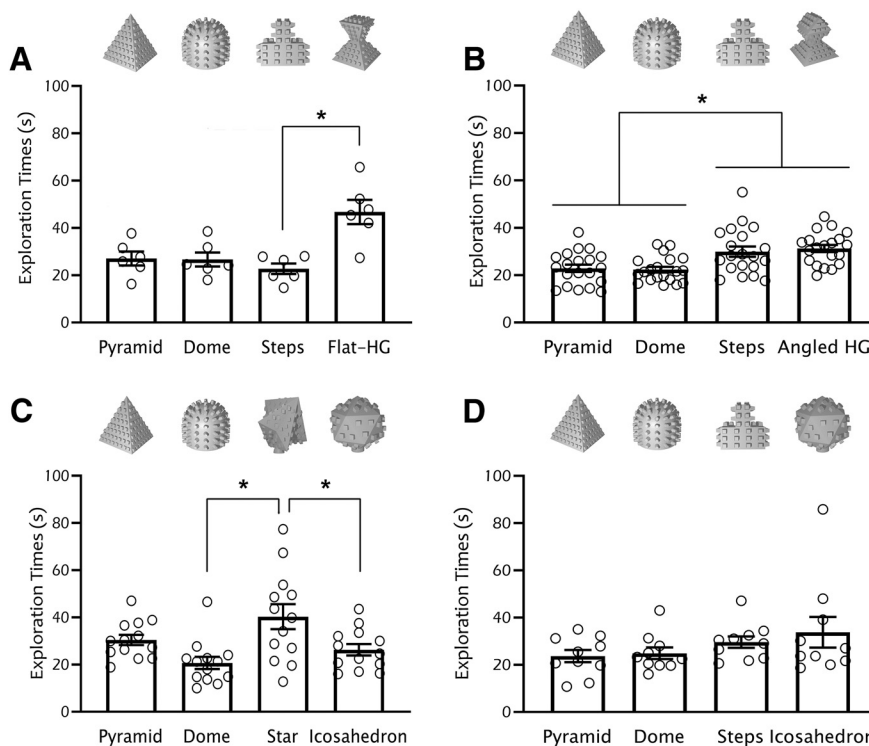 A
Exploration Times (s)
100
80
60
40
20
0
*
Pyramid Dome Steps Flat-HG
B
Exploration Times (s)
100
80
60
40
20
0
*
Pyramid Dome Steps Angled HG
C
Exploration Times (s)
100
80
60
40
20
0
* *
Pyramid Dome Star Icosahedron
D
Exploration Times (s)
100
80
60
40
20
0
Pyramid Dome Steps Icosahedron